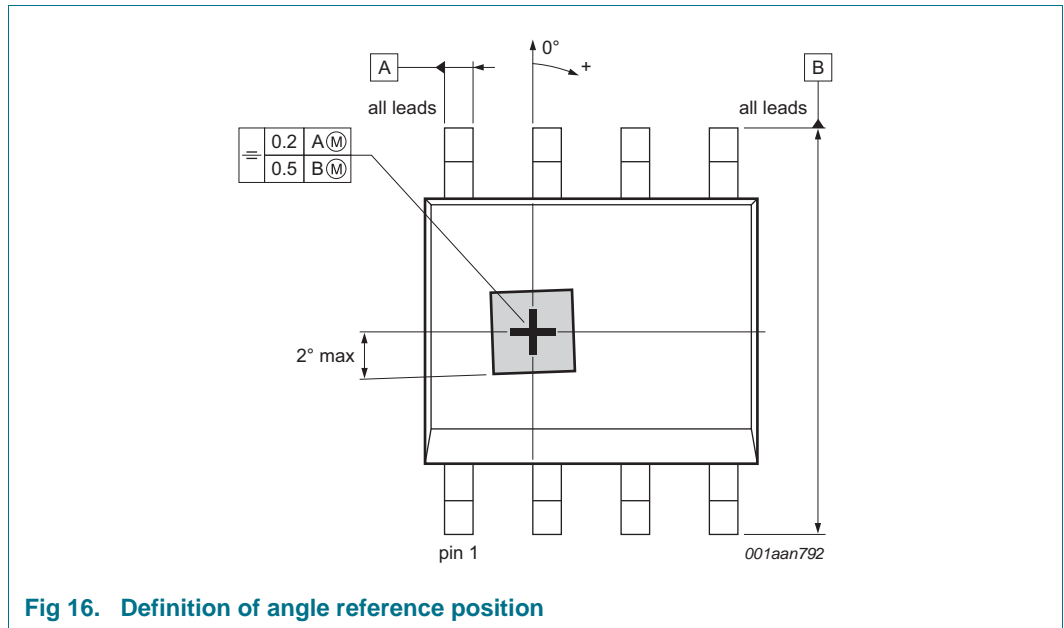 0°
A
+
B
all leads
all leads
0.2 A Ⓜ
0.5 B Ⓜ
2° max
pin 1
001aan792
Fig 16. Definition of angle reference position